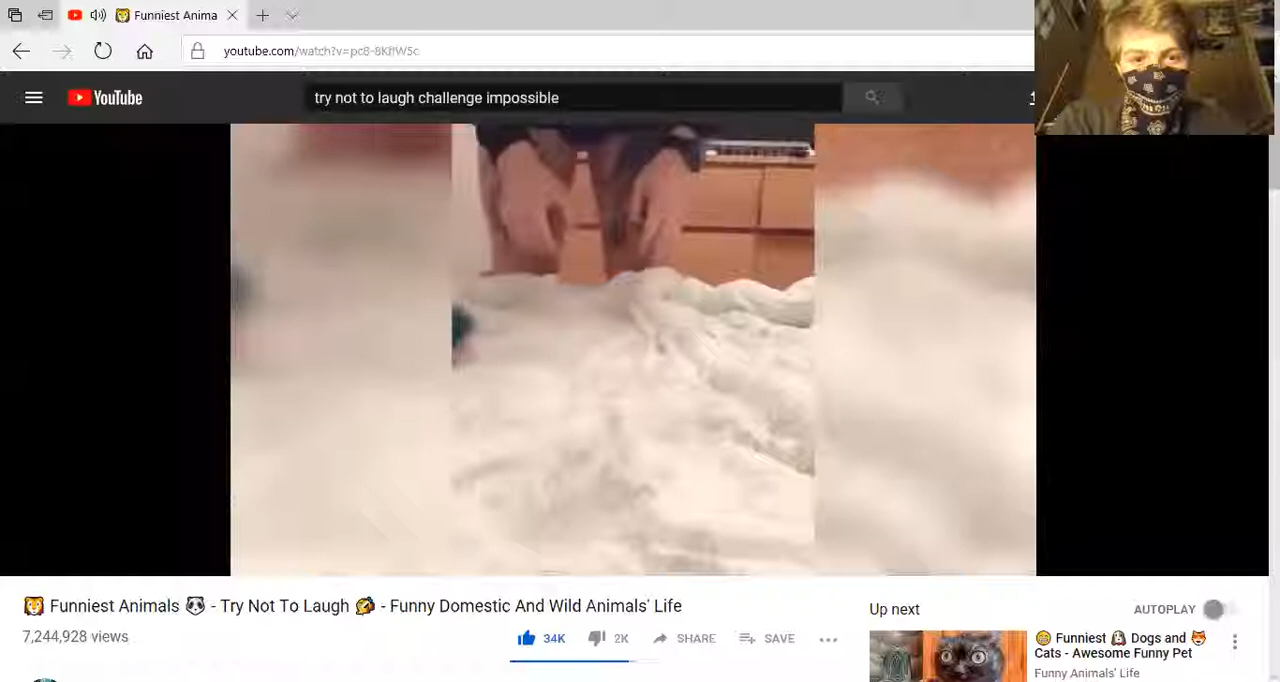 Funniest Anima
youtube.com/watch?v=pc8-8KfIW5c
YouTube
try not to laugh challenge impossible
Funniest Animals - Try Not To Laugh - Funny Domestic And Wild Animals' Life
7,244,928 views
34K
2K
SHARE
SAVE
Up next
AUTOPLAY
Funniest Dogs and
Cats - Awesome Funny Pet
Funny Animals' Life